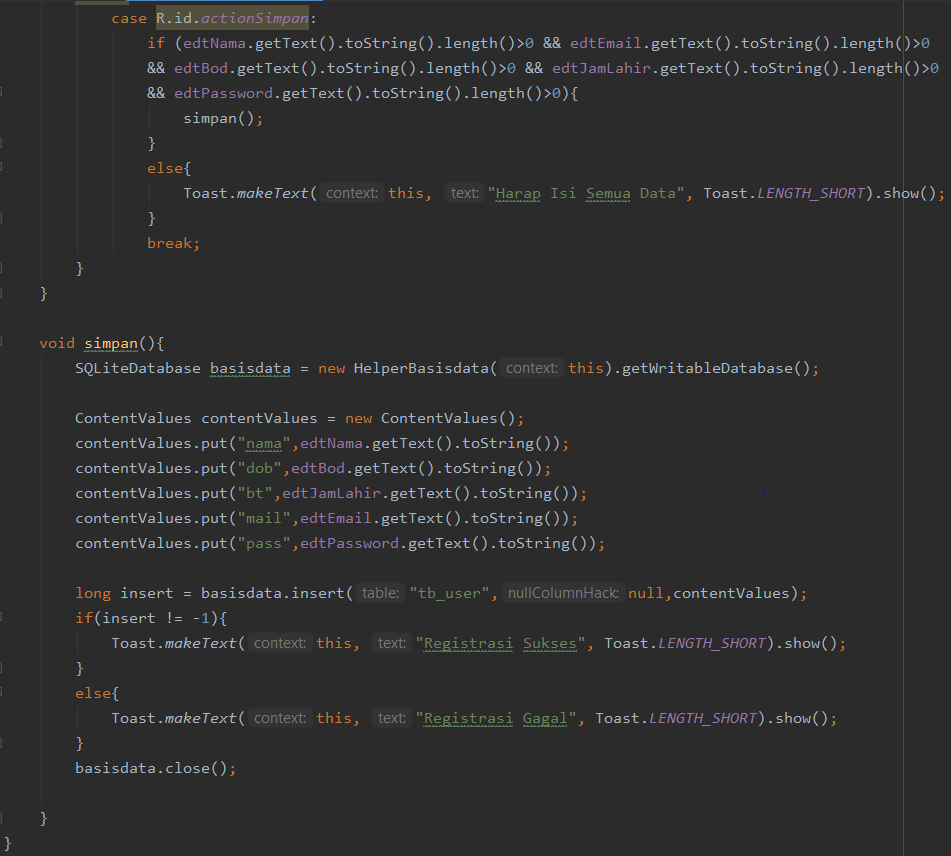 case R.id.actionSimpan:
if (edtNama.getText().toString().length()>0 && edtEmail.getText().toString().length()>0
&& edtBod.getText().toString().length()>0 && edtJamLahir.getText().toString().length()>0
&& edtPassword.getText().toString().length()>0){
simpan();
}
else{
Toast.makeText( context: this, text: "Harap Isi Semua Data", Toast.LENGTH_SHORT).show();
}
break;
}
}
void simpan(){
SQLiteDatabase basisdata = new HelperBasisdata( context: this).getWritableDatabase();
ContentValues contentValues = new ContentValues();
contentValues.put("nama",edtNama.getText().toString());
contentValues.put("dob",edtBod.getText().toString());
contentValues.put("bt",edtJamLahir.getText().toString());
contentValues.put("mail",edtEmail.getText().toString());
contentValues.put("pass",edtPassword.getText().toString());
long insert = basisdata.insert( table: "tb_user", nullColumnHack: null,contentValues);
if(insert != -1){
Toast.makeText( context: this, text: "Registrasi Sukses", Toast.LENGTH_SHORT).show();
}
else{
Toast.makeText( context: this, text: "Registrasi Gagal", Toast.LENGTH_SHORT).show();
}
basisdata.close();
}
}